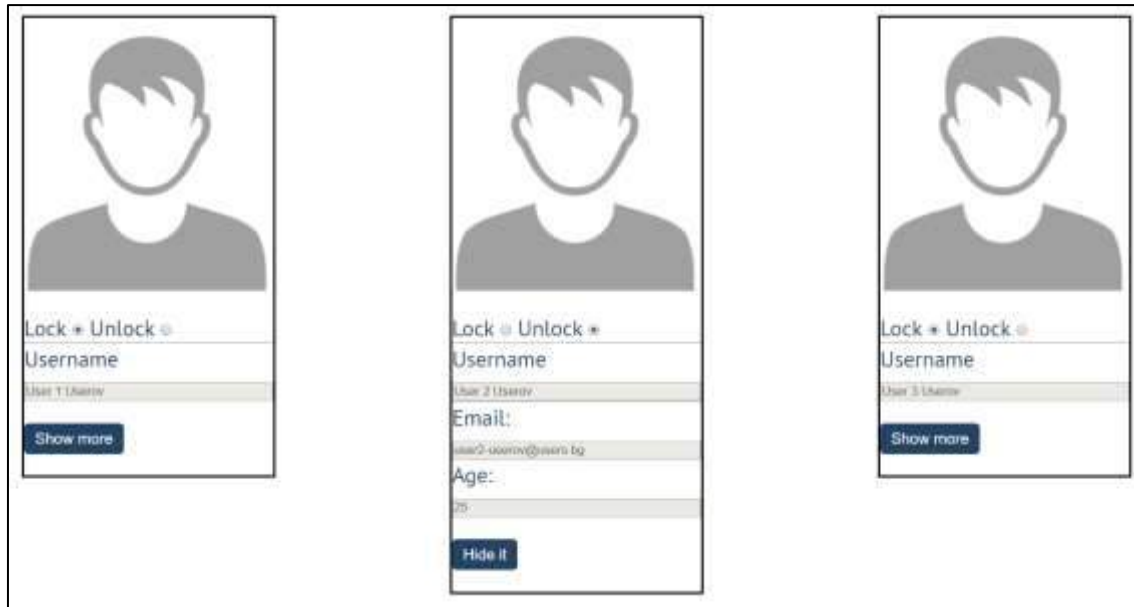 Lock Unlock
Username
User 1 Userov
Show more
Lock Unlock
Username
User 2 Userov
Email:
user2-userov@users.bg
Age:
25
Hide it
Lock Unlock
Username
User 3 Userov
Show more